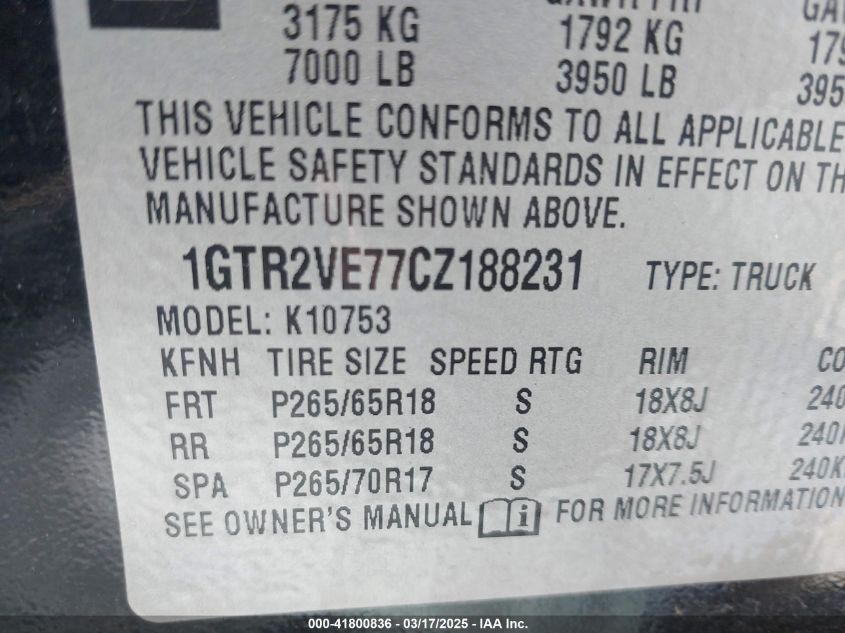 3175 KG 1792 KG
7000 LB 3950 LB
THIS VEHICLE CONFORMS TO ALL APPLICABLE
VEHICLE SAFETY STANDARDS IN EFFECT ON
MANUFACTURE SHOWN ABOVE.
1GTR2VE77CZ188231 TYPE: TRUCK
MODEL: K10753
KFNH TIRE SIZE SPEED RTG RIM
FRT P265/65R18 S 18X8J 240
RR P265/65R18 S 18X8J 240K
SPA P265/70R17 S 17X7.5J 240K
SEE OWNER'S MANUAL i FOR MORE INFORMATION
000-41800836 - 03/17/2025 - IAA Inc.